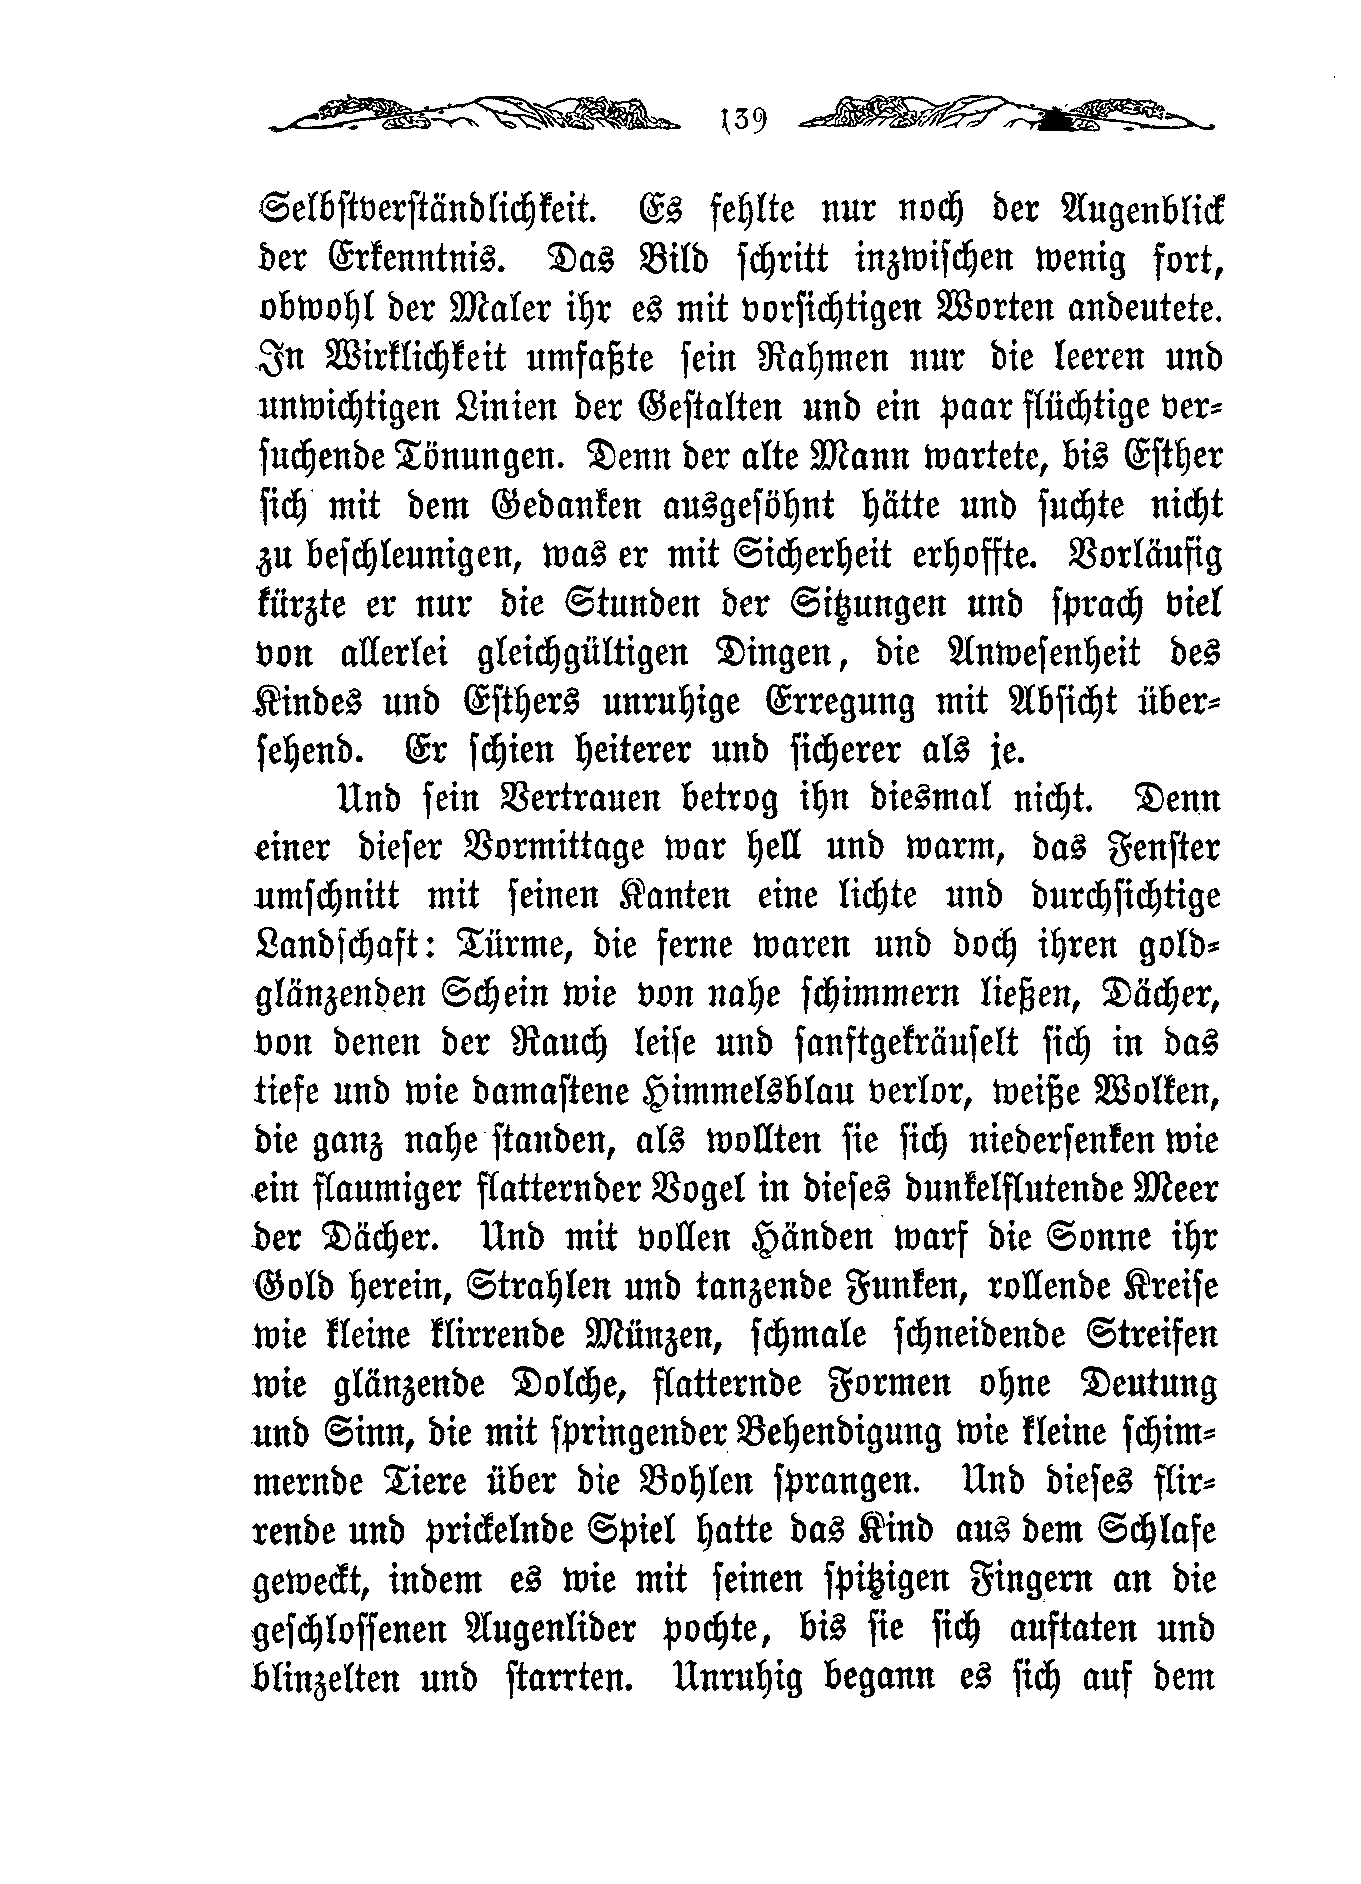 139
Selbstverständlichkeit. Es fehlte nur noch der Augenblick
der Erkenntnis. Das Bild schritt inzwischen wenig fort,
obwohl der Maler ihr es mit vorsichtigen Worten andeutete.
In Wirklichkeit umfaßte sein Rahmen nur die leeren und
unwichtigen Linien der Gestalten und ein paar flüchtige ver-
suchende Tönungen. Denn der alte Mann wartete, bis Esther
sich mit dem Gedanken ausgesöhnt hätte und suchte nicht
zu beschleunigen, was er mit Sicherheit erhoffte. Vorläufig
kürzte er nur die Stunden der Sitzungen und sprach viel
von allerlei gleichgültigen Dingen, die Anwesenheit des
Kindes und Esthers unruhige Erregung mit Absicht über-
sehend. Er schien heiterer und sicherer als je.
Und sein Vertrauen betrog ihn diesmal nicht. Denn
einer dieser Vormittage war hell und warm, das Fenster
umschnitt mit seinen Kanten eine lichte und durchsichtige
Landschaft: Türme, die ferne waren und doch ihren gold-
glänzenden Schein wie von nahe schimmern ließen, Dächer,
von denen der Rauch leise und sanftgekräuselt sich in das
tiefe und wie damastene Himmelsblau verlor, weiße Wolken,
die ganz nahe standen, als wollten sie sich niedersenken wie
ein flaumiger flatternder Vogel in dieses dunkelflutende Meer
der Dächer. Und mit vollen Händen warf die Sonne ihr
Gold herein, Strahlen und tanzende Funken, rollende Kreise
wie kleine klirrende Münzen, schmale schneidende Streifen
wie glänzende Dolche, flatternde Formen ohne Deutung
und Sinn, die mit springender Behendigung wie kleine schim-
mernde Tiere über die Bohlen sprangen. Und dieses flir-
rende und prickelnde Spiel hatte das Kind aus dem Schlafe
geweckt, indem es wie mit seinen spitzigen Fingern an die
geschlossenen Augenlider pochte, bis sie sich auftaten und
blinzelten und starrten. Unruhig begann es sich auf dem